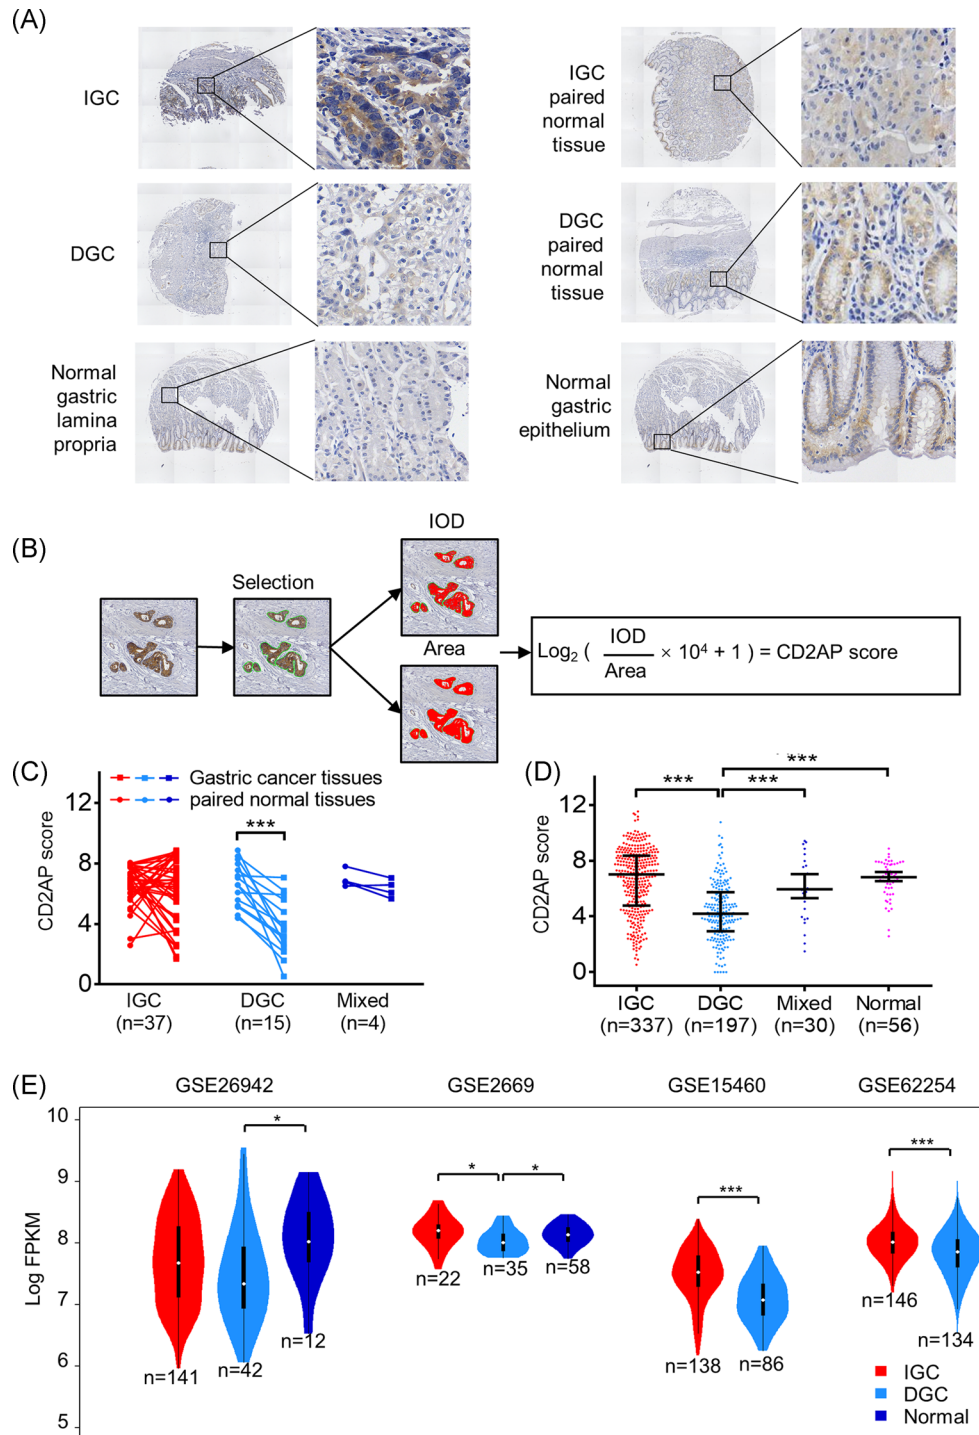 (A)
IGC
IGC
paired
normal
tissue
DGC
DGC
paired
normal
tissue
Normal
gastric
lamina
propria
Normal
gastric
epithelium
(B)
Selection
IOD
Area
Log2 ( IOD / Area × 10⁴ + 1 ) = CD2AP score
(C)
Gastric cancer tissues
paired normal tissues
CD2AP score
12
8
4
0
***
IGC
(n=37)
DGC
(n=15)
Mixed
(n=4)
(D)
CD2AP score
12
8
4
0
*** *** ***
IGC
(n=337)
DGC
(n=197)
Mixed
(n=30)
Normal
(n=56)
(E)
GSE26942 GSE2669 GSE15460 GSE62254
Log FPKM
10
9
8
7
6
5
*
n=141 n=42 n=12
* *
n=22 n=35 n=58
***
n=138 n=86
***
n=146 n=134
IGC
DGC
Normal